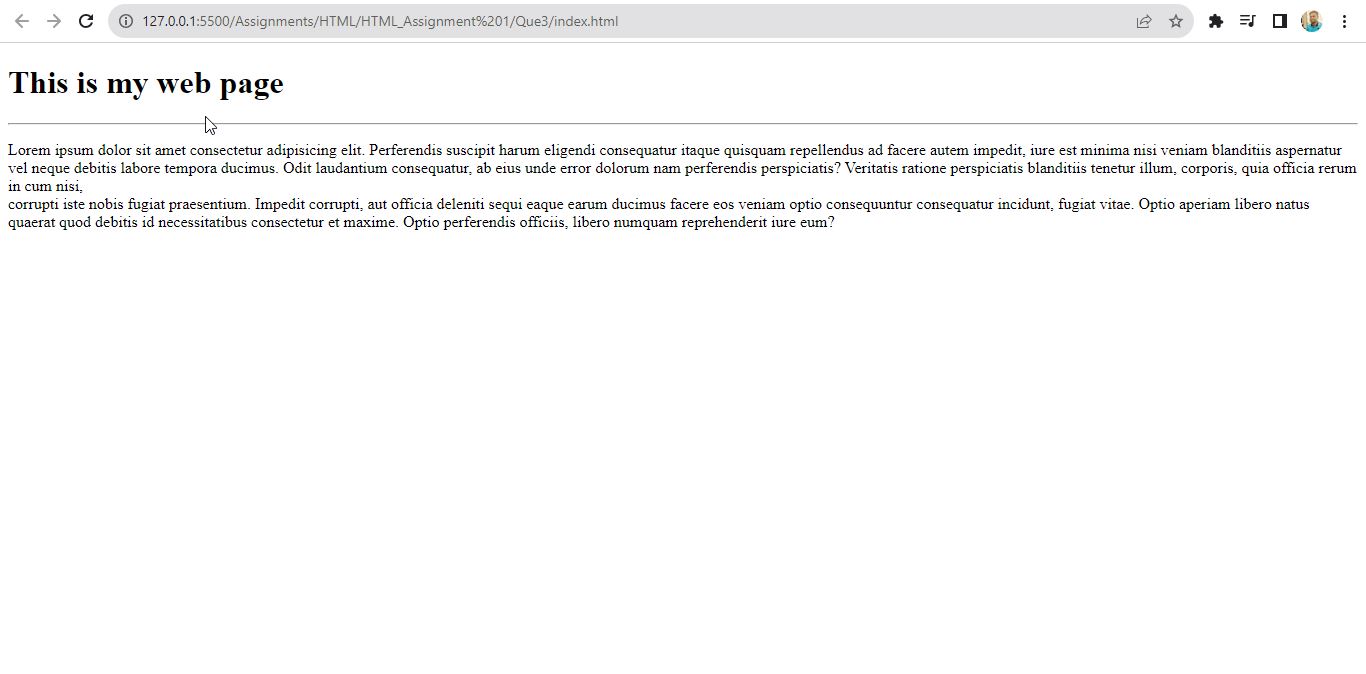 127.0.0.1:5500/Assignments/HTML/HTML_Assignment%201/Que3/index.html
This is my web page
Lorem ipsum dolor sit amet consectetur adipisicing elit. Perferendis suscipit harum eligendi consequatur itaque quisquam repellendus ad facere autem impedit, iure est minima nisi veniam blanditiis aspernatur
vel neque debitis labore tempora ducimus. Odit laudantium consequatur, ab eius unde error dolorum nam perferendis perspiciatis? Veritatis ratione perspiciatis blanditiis tenetur illum, corporis, quia officia rerum
in cum nisi,
corrupti iste nobis fugiat praesentium. Impedit corrupti, aut officia deleniti sequi eaque earum ducimus facere eos veniam optio consequuntur consequatur incidunt, fugiat vitae. Optio aperiam libero natus
quaerat quod debitis id necessitatibus consectetur et maxime. Optio perferendis officiis, libero numquam reprehenderit iure eum?